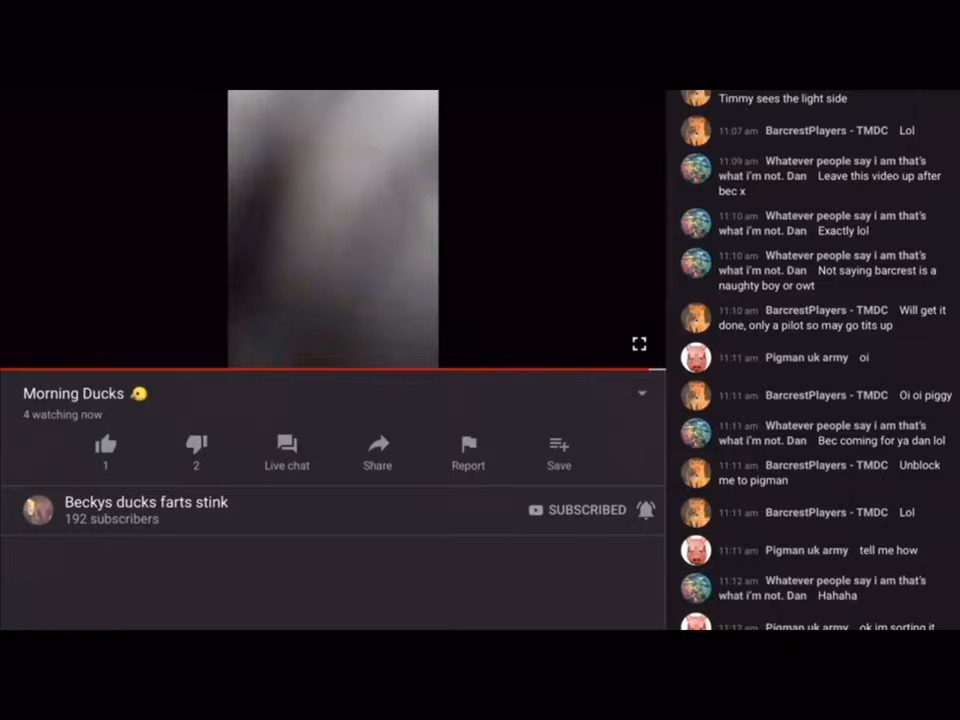 Morning Ducks
4 watching now
1
2
Live chat
Share
Report
Save
Beckys ducks farts stink
192 subscribers
SUBSCRIBED
Timmy sees the light side
11:07 am BarcrestPlayers - TMDC Lol
11:09 am Whatever people say i am that's
what i'm not. Dan Leave this video up after
bec x
11:10 am Whatever people say i am that's
what i'm not. Dan Exactly lol
11:10 am Whatever people say i am that's
what i'm not. Dan Not saying barcrest is a
naughty boy or owt
11:10 am BarcrestPlayers - TMDC Will get it
done, only a pilot so may go tits up
11:11 am Pigman uk army oi
11:11 am BarcrestPlayers - TMDC Oi oi piggy
11:11 am Whatever people say i am that's
what i'm not. Dan Bec coming for ya dan lol
11:11 am BarcrestPlayers - TMDC Unblock
me to pigman
11:11 am BarcrestPlayers - TMDC Lol
11:11 am Pigman uk army tell me how
11:12 am Whatever people say i am that's
what i'm not. Dan Hahaha
11:12 am Pigman uk army ok im sorting it